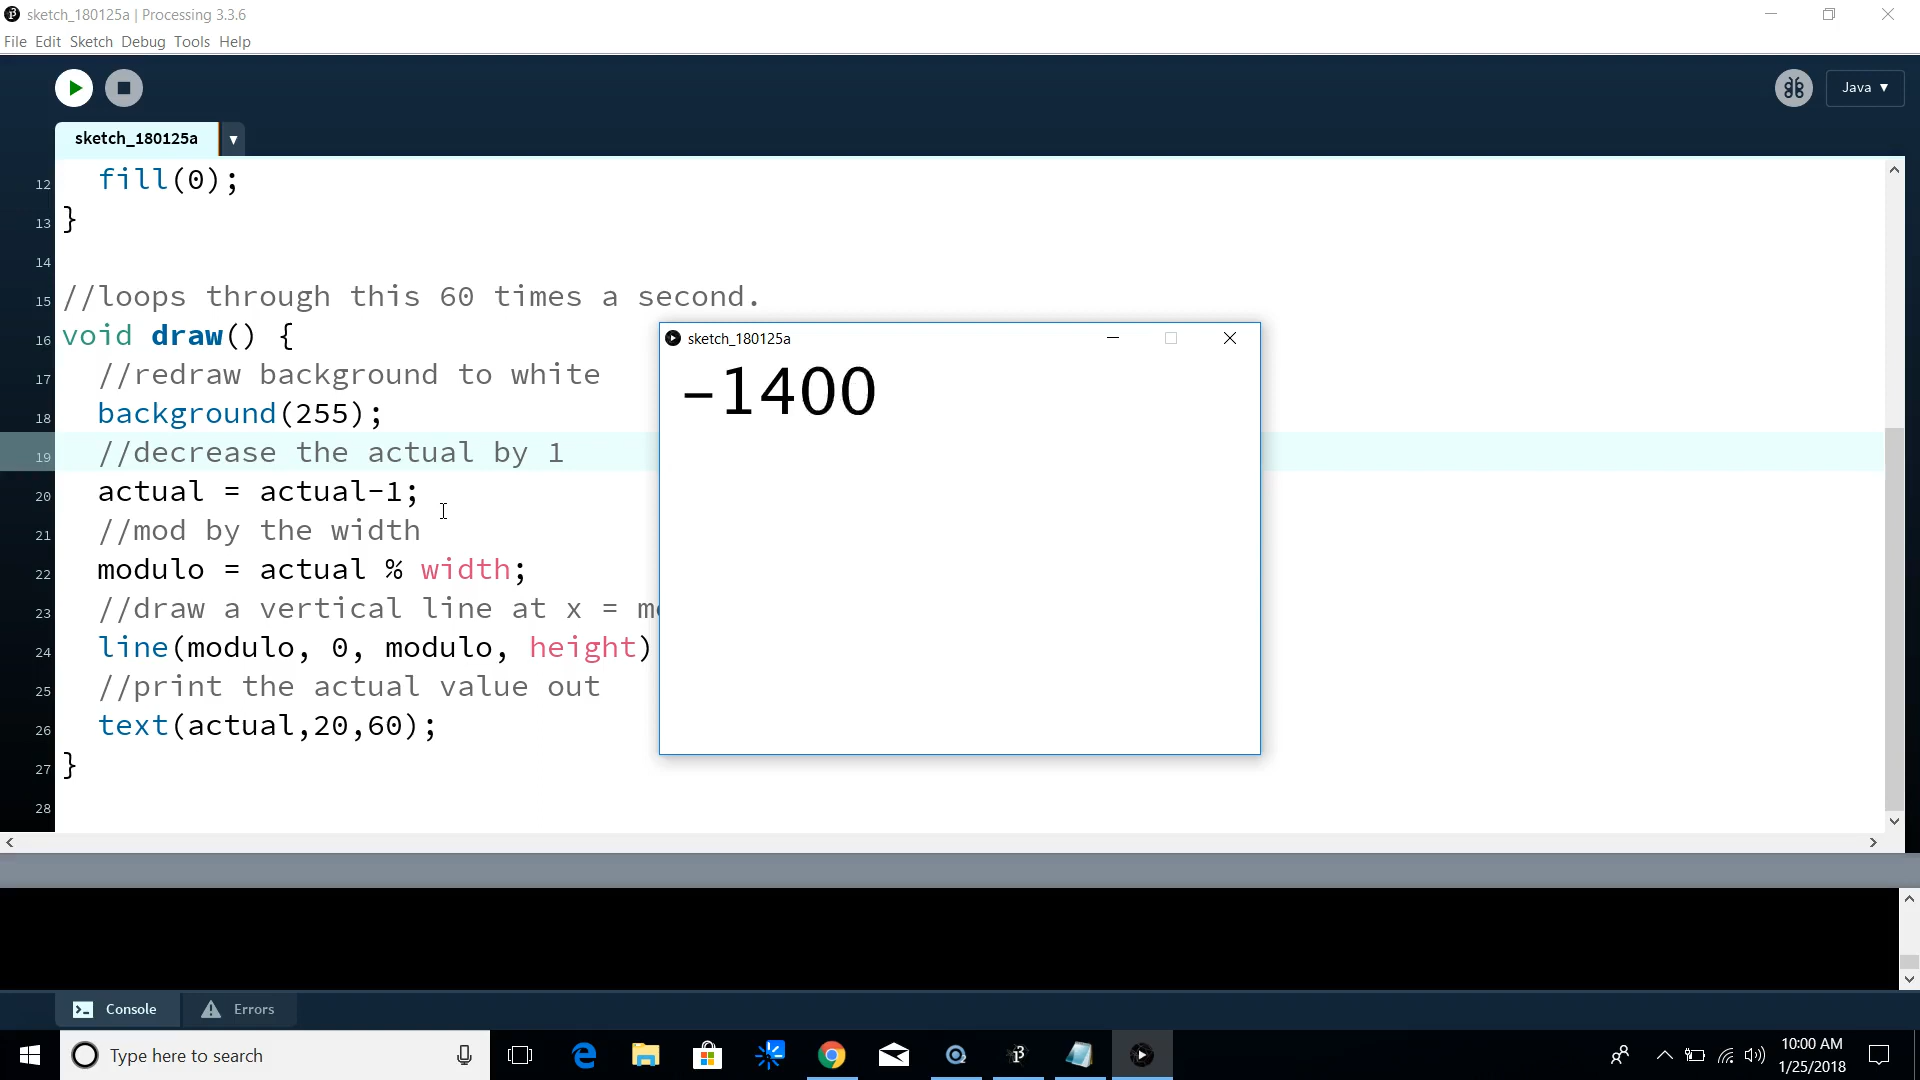 sketch_180125a | Processing 3.3.6
File Edit Sketch Debug Tools Help
Java ▼
sketch_180125a ▼
12 fill(0);
13 }
14
15 //loops through this 60 times a second.
16 void draw() {
17 //redraw background to white
18 background(255);
19 //decrease the actual by 1
20 actual = actual-1;
21 //mod by the width
22 modulo = actual % width;
23 //draw a vertical line at x = mo
24 line(modulo, 0, modulo, height)
25 //print the actual value out
26 text(actual,20,60);
27 }
28
sketch_180125a
-1400
Console Errors
Type here to search
10:00 AM
1/25/2018